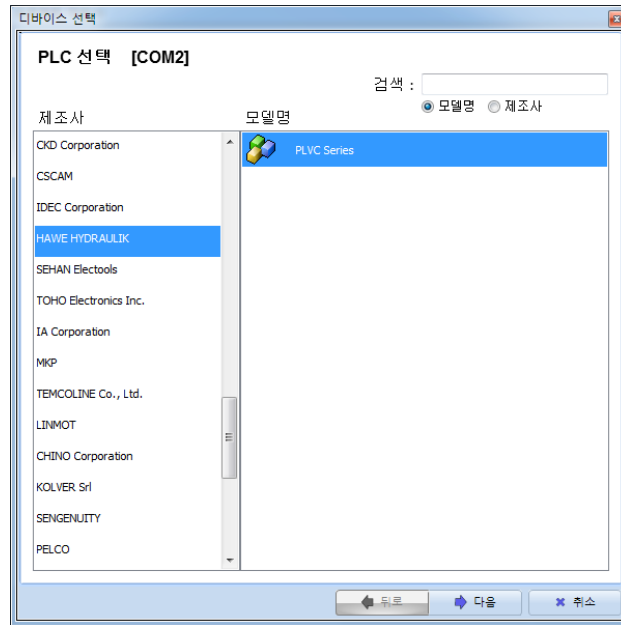 디바이스 선택
PLC 선택 [COM2]
검색 :
모델명 제조사
제조사
모델명
CKD Corporation
CSCAM
IDEC Corporation
HAWE HYDRAULIK
SEHAN Electools
TOHO Electronics Inc.
IA Corporation
MKP
TEMCOLINE Co., Ltd.
LINMOT
CHINO Corporation
KOLVER Srl
SENGENUITY
PELCO
PLVC Series
뒤로 다음 취소